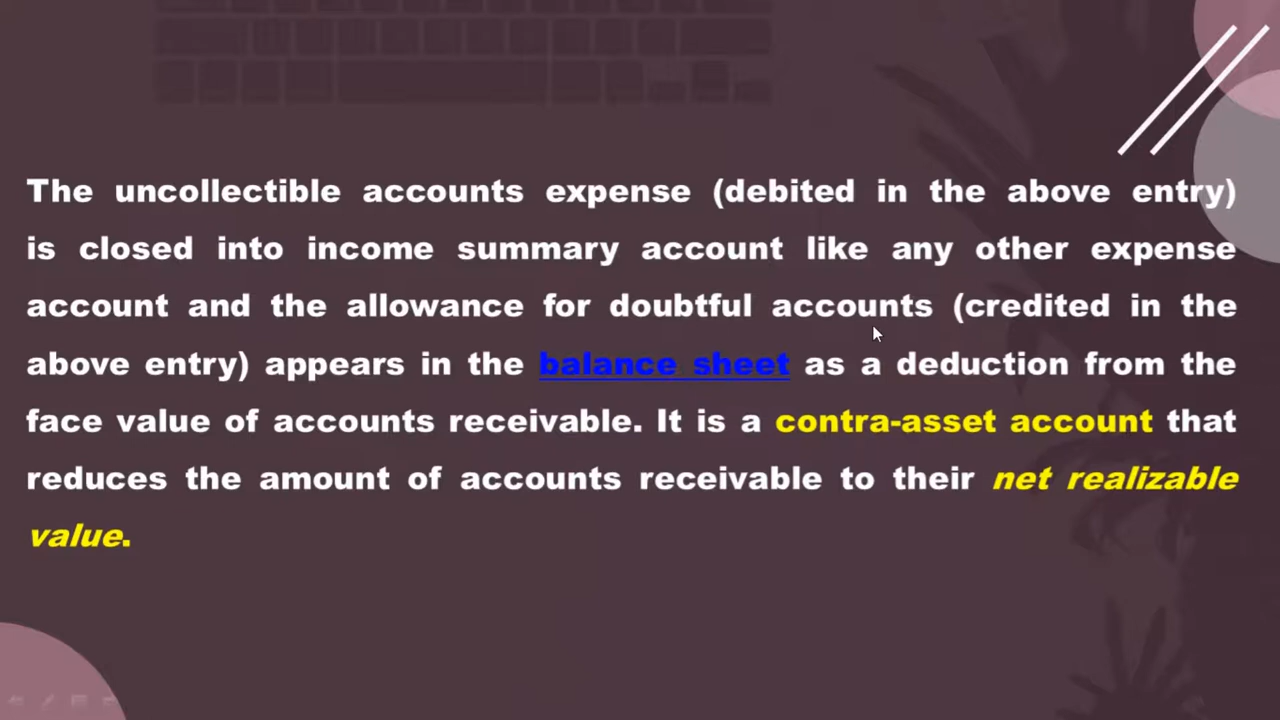 The uncollectible accounts expense (debited in the above entry)
is closed into income summary account like any other expense
account and the allowance for doubtful accounts (credited in the
above entry) appears in the balance sheet as a deduction from the
face value of accounts receivable. It is a contra-asset account that
reduces the amount of accounts receivable to their net realizable
value.